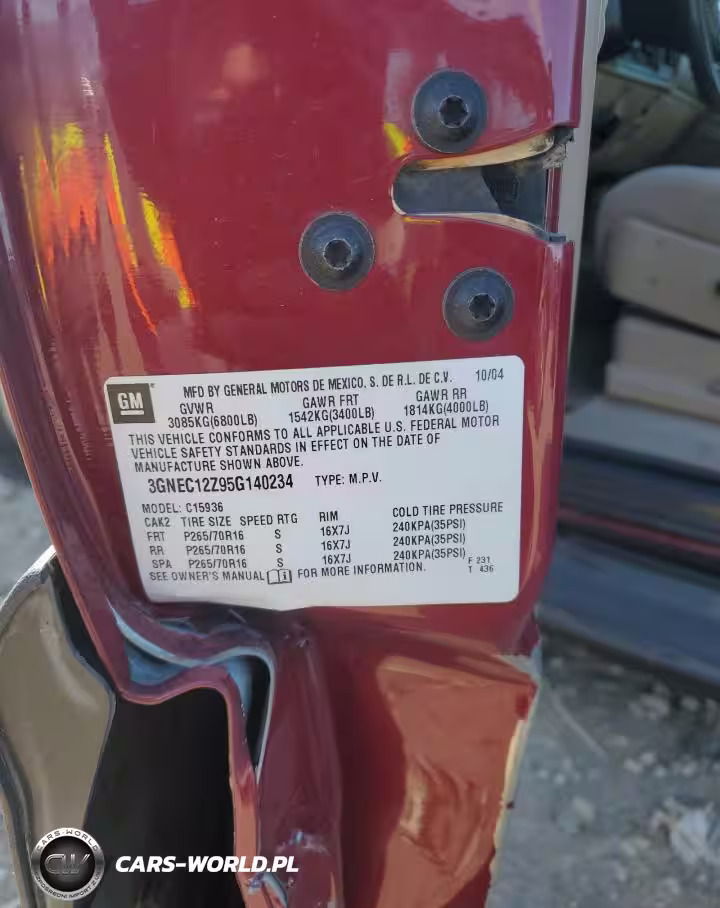 GM
MFD BY GENERAL MOTORS DE MEXICO. S. DE R.L. DE C.V. 10/04
GVWR GAWR FRT GAWR RR
3085KG(6800LB) 1542KG(3400LB) 1814KG(4000LB)
THIS VEHICLE CONFORMS TO ALL APPLICABLE U.S. FEDERAL MOTOR
VEHICLE SAFETY STANDARDS IN EFFECT ON THE DATE OF
MANUFACTURE SHOWN ABOVE.
3GNEC12Z95G140234 TYPE: M.P.V.
MODEL: C15936
CAK2 TIRE SIZE SPEED RTG RIM COLD TIRE PRESSURE
FRT P265/70R16 S 16X7J 240KPA(35PSI)
RR P265/70R16 S 16X7J 240KPA(35PSI)
SPA P265/70R16 S 16X7J 240KPA(35PSI)
SEE OWNER'S MANUAL FOR MORE INFORMATION.
F 231
T 436
CARS-WORLD
CW
CARS-WORLD.PL